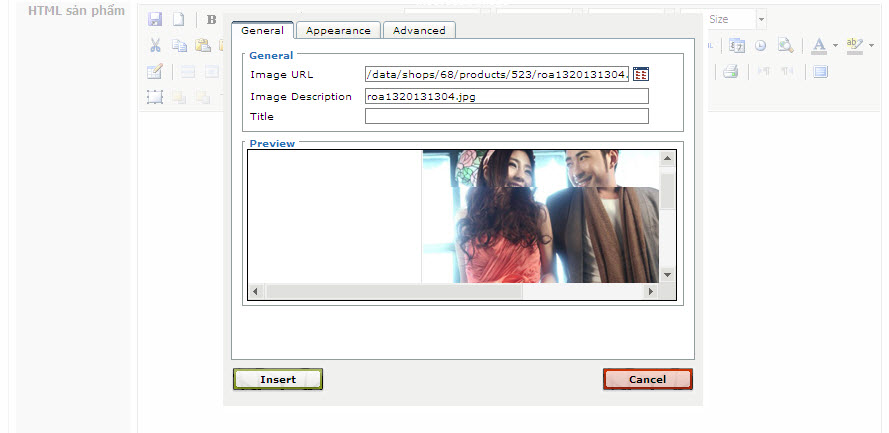 HTML sản phẩm
B
Size
General Appearance Advanced
General
Image URL /data/shops/68/products/523/roa1320131304.
Image Description roa1320131304.jpg
Title
Preview
Insert Cancel